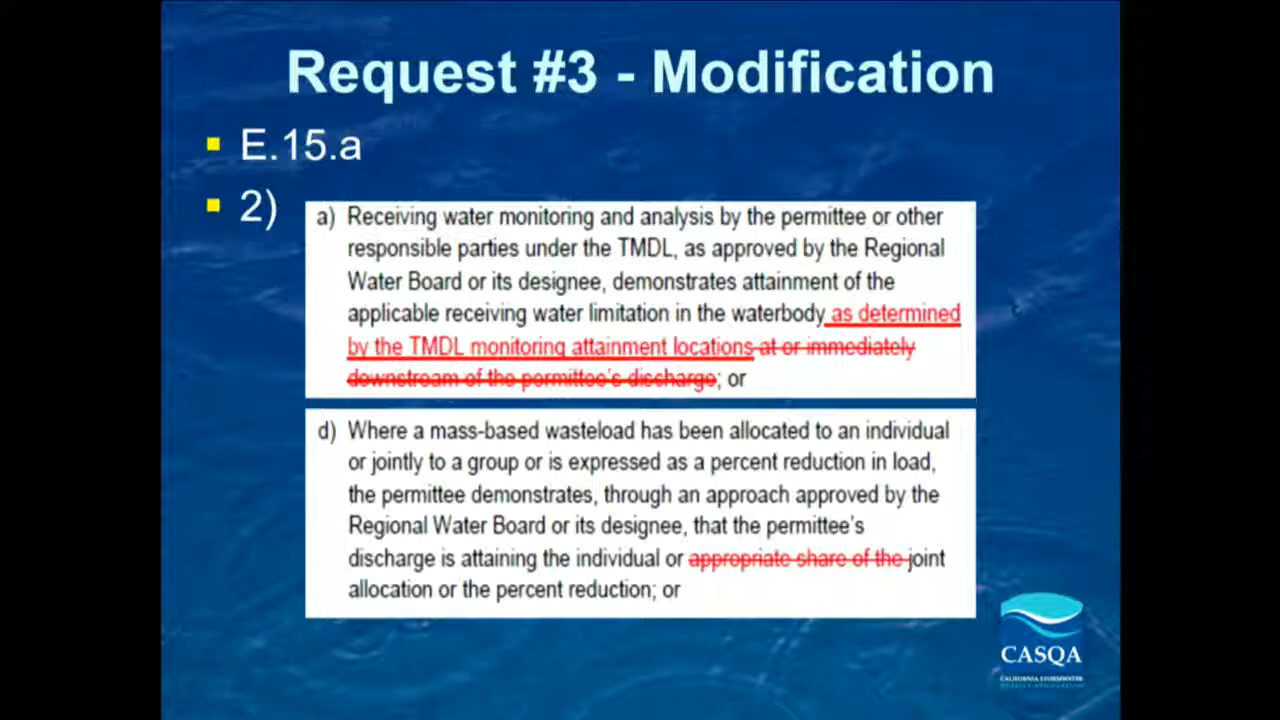 Request #3 - Modification
E.15.a
2)
a) Receiving water monitoring and analysis by the permittee or other
responsible parties under the TMDL, as approved by the Regional
Water Board or its designee, demonstrates attainment of the
applicable receiving water limitation in the waterbody as determined
by the TMDL monitoring attainment locations at or immediately
downstream of the permittee's discharge; or
d) Where a mass-based wasteload has been allocated to an individual
or jointly to a group or is expressed as a percent reduction in load,
the permittee demonstrates, through an approach approved by the
Regional Water Board or its designee, that the permittee's
discharge is attaining the individual or appropriate share of the joint
allocation or the percent reduction; or
CASQA
CALIFORNIA STORMWATER